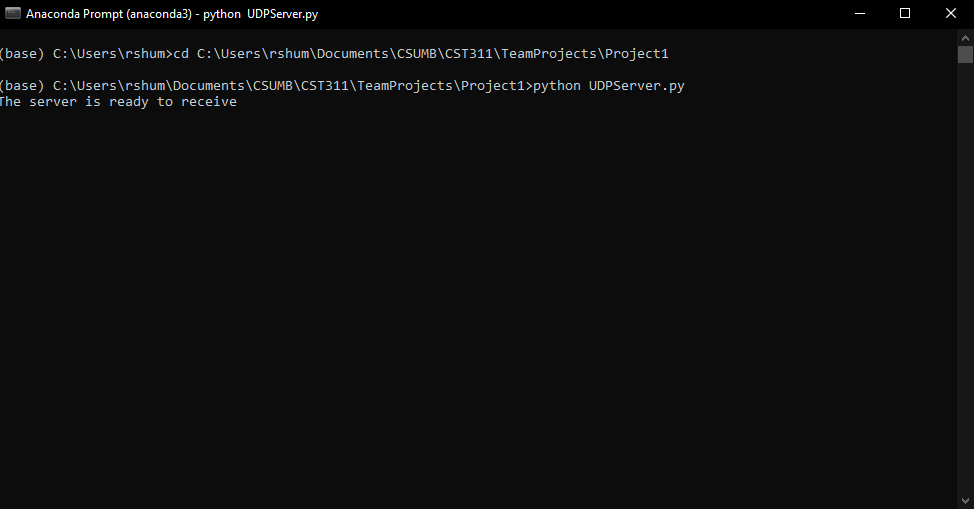 Anaconda Prompt (anaconda3) - python  UDPServer.py
(base) C:\Users\rshum>cd C:\Users\rshum\Documents\CSUMB\CST311\TeamProjects\Project1
(base) C:\Users\rshum\Documents\CSUMB\CST311\TeamProjects\Project1>python UDPServer.py
The server is ready to receive